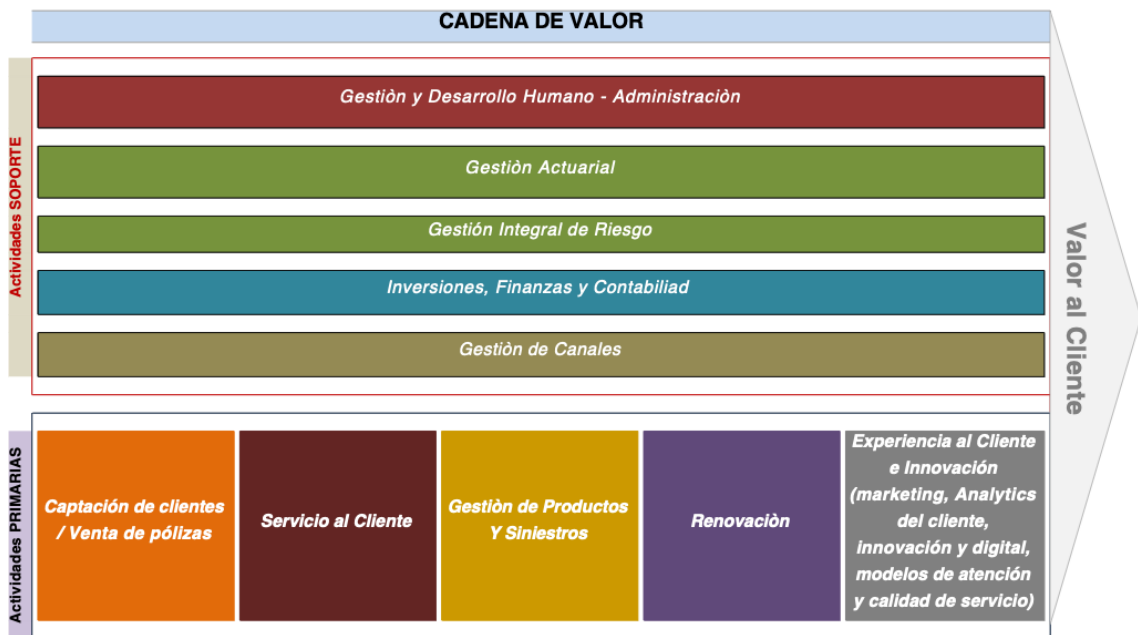 CADENA DE VALOR
Actividades SOPORTE
Gestiòn y Desarrollo Humano - Administraciòn
Gestiòn Actuarial
Gestión Integral de Riesgo
Inversiones, Finanzas y Contabiliad
Gestiòn de Canales
Valor al Cliente
Actividades PRIMARIAS
Captación de clientes
/ Venta de pólizas
Servicio al Cliente
Gestiòn de Productos
Y Siniestros
Renovaciòn
Experiencia al Cliente
e Innovación
(marketing, Analytics
del cliente,
innovación y digital,
modelos de atención
y calidad de servicio)